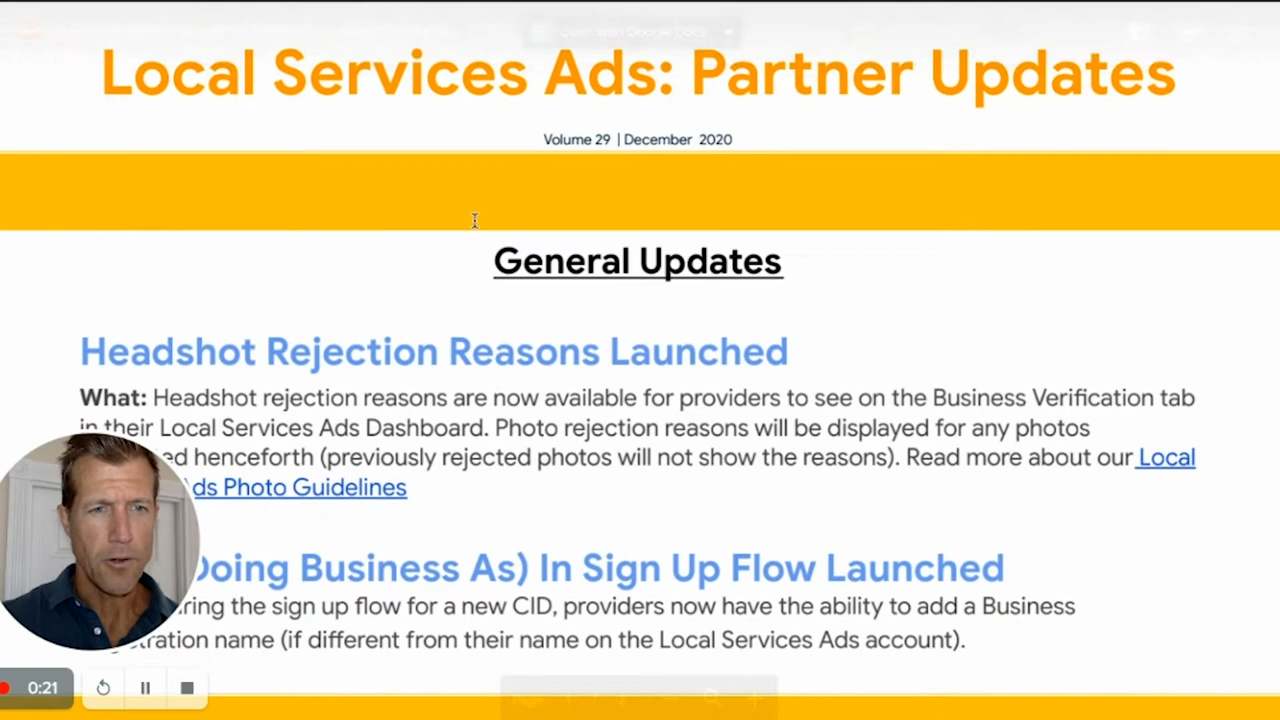 Local Services Ads: Partner Updates
Volume 29 | December 2020
General Updates
Headshot Rejection Reasons Launched
What: Headshot rejection reasons are now available for providers to see on the Business Verification tab
in their Local Services Ads Dashboard. Photo rejection reasons will be displayed for any photos
henceforth (previously rejected photos will not show the reasons). Read more about our Local
Ads Photo Guidelines
Doing Business As) In Sign Up Flow Launched
the sign up flow for a new CID, providers now have the ability to add a Business
name (if different from their name on the Local Services Ads account).
0:21